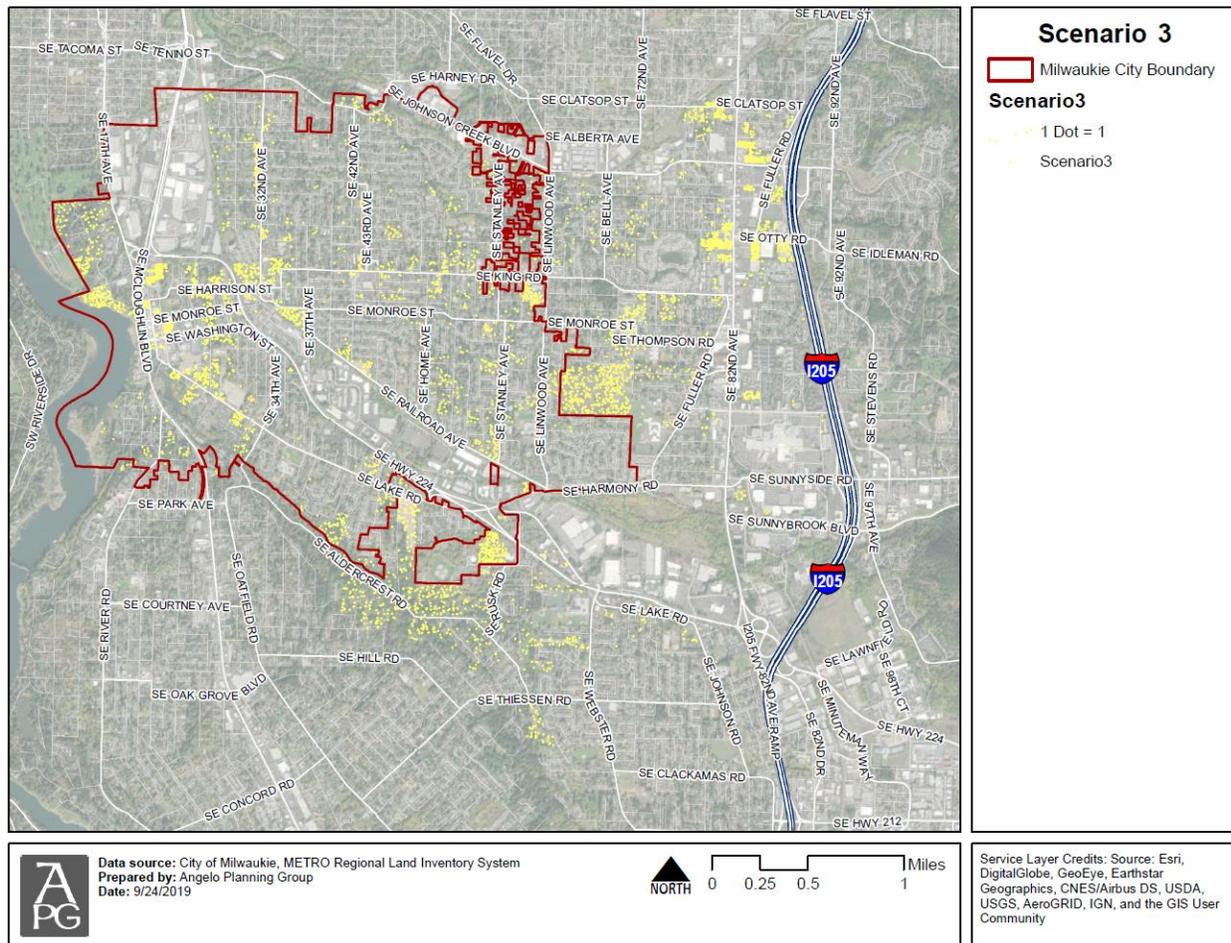 SE FLAVEL ST
SE TACOMA ST
SE TENINO ST
SE FLAVEL DR
SE 72ND AVE
SE 92ND AVE
SE HARNEY DR
SE JOHNSON CREEK BLVD
SE CLATSOP ST
SE CLATSOP ST
SE 17TH AVE
SE ALBERTA AVE
SE 32ND AVE
SE 42ND AVE
SE 43RD AVE
SE STANLEY AVE
SE LINWOOD AVE
SE BELL AVE
SE FULLER RD
SE OTTY RD
SE 92ND AVE
SE IDLEMAN RD
SE MCLOUGHLIN BLVD
SE KING RD
SE HARRISON ST
SE MONROE ST
SE WASHINGTON ST
SE 37TH AVE
SE MONROE ST
SE MONROE ST
SE THOMPSON RD
SW RIVERSIDE DR
SE 34TH AVE
SE HOME AVE
SE STANLEY AVE
SE LINWOOD AVE
SE FULLER RD
SE 82ND AVE
I205
SE STEVENS RD
SE RAILROAD AVE
SE HWY 224
SE LAKE RD
SE HARMONY RD
SE SUNNYSIDE RD
SE PARK AVE
SE SUNNYBROOK BLVD
SE 97TH AVE
SE ALDERCREST RD
SE RUSK RD
I205
SE RIVER RD
SE COURTNEY AVE
SE OATFIELD RD
SE LAKE RD
SE HILL RD
SE OAK GROVE BLVD
SE THIESSEN RD
SE WEBSTER RD
SE JOHNSON RD
I205 FWY-82ND AVE RAMP
SE 98TH CT
SE MINUTEMAN WAY
SE 82ND DR
SE HWY 224
SE CONCORD RD
SE CLACKAMAS RD
SE HWY 212
Scenario 3
Milwaukie City Boundary
Scenario3
1 Dot = 1
Scenario3
APG
Data source: City of Milwaukie, METRO Regional Land Inventory System
Prepared by: Angelo Planning Group
Date: 9/24/2019
NORTH
Miles
0 0.25 0.5 1
Service Layer Credits: Source: Esri,
DigitalGlobe, GeoEye, Earthstar
Geographics, CNES/Airbus DS, USDA,
USGS, AeroGRID, IGN, and the GIS User
Community